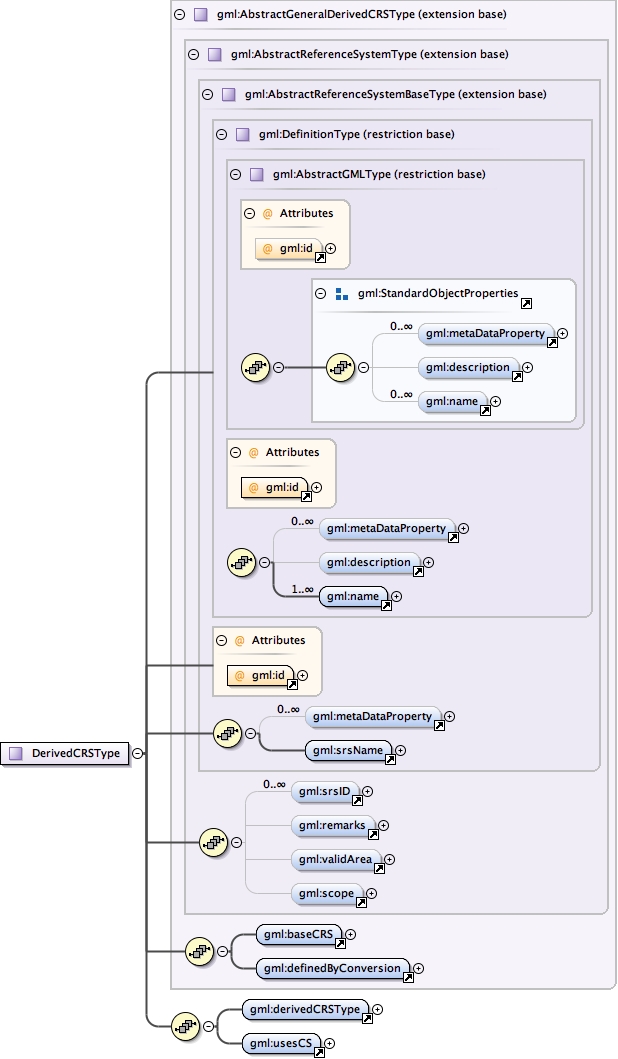 gml:AbstractGeneralDerivedCRSType (extension base)
gml:AbstractReferenceSystemType (extension base)
gml:AbstractReferenceSystemBaseType (extension base)
gml:DefinitionType (restriction base)
gml:AbstractGMLType (restriction base)
@ Attributes
@ gml:id
gml:StandardObjectProperties
0..∞
gml:metaDataProperty
gml:description
0..∞
gml:name
@ Attributes
@ gml:id
0..∞
gml:metaDataProperty
gml:description
1..∞
gml:name
@ Attributes
@ gml:id
0..∞
gml:metaDataProperty
gml:srsName
DerivedCRSType
0..∞
gml:srsID
gml:remarks
gml:validArea
gml:scope
gml:baseCRS
gml:definedByConversion
gml:derivedCRSType
gml:usesCS